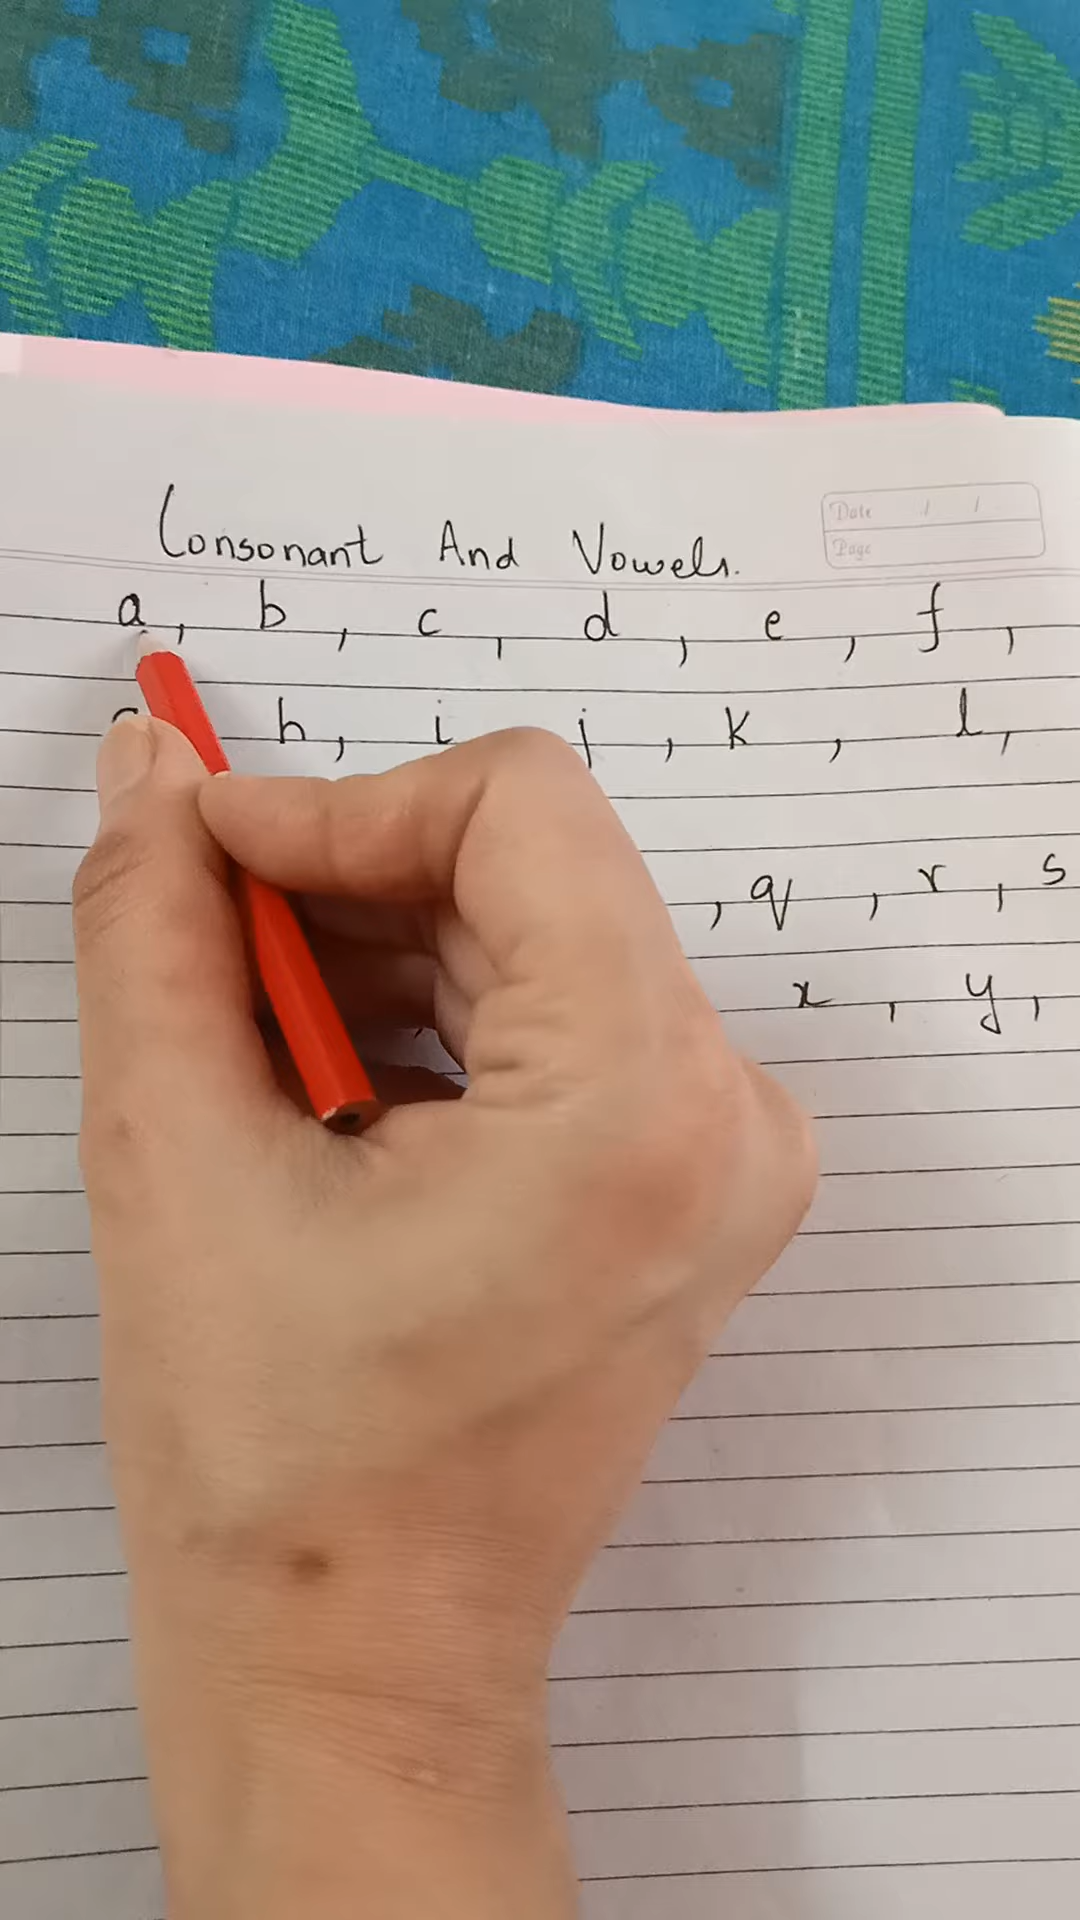 Consonant And Vowels.
Date / /
Page
a, b, c, d, e, f,
h, i j, k, l,
, q, r, s
x, y,